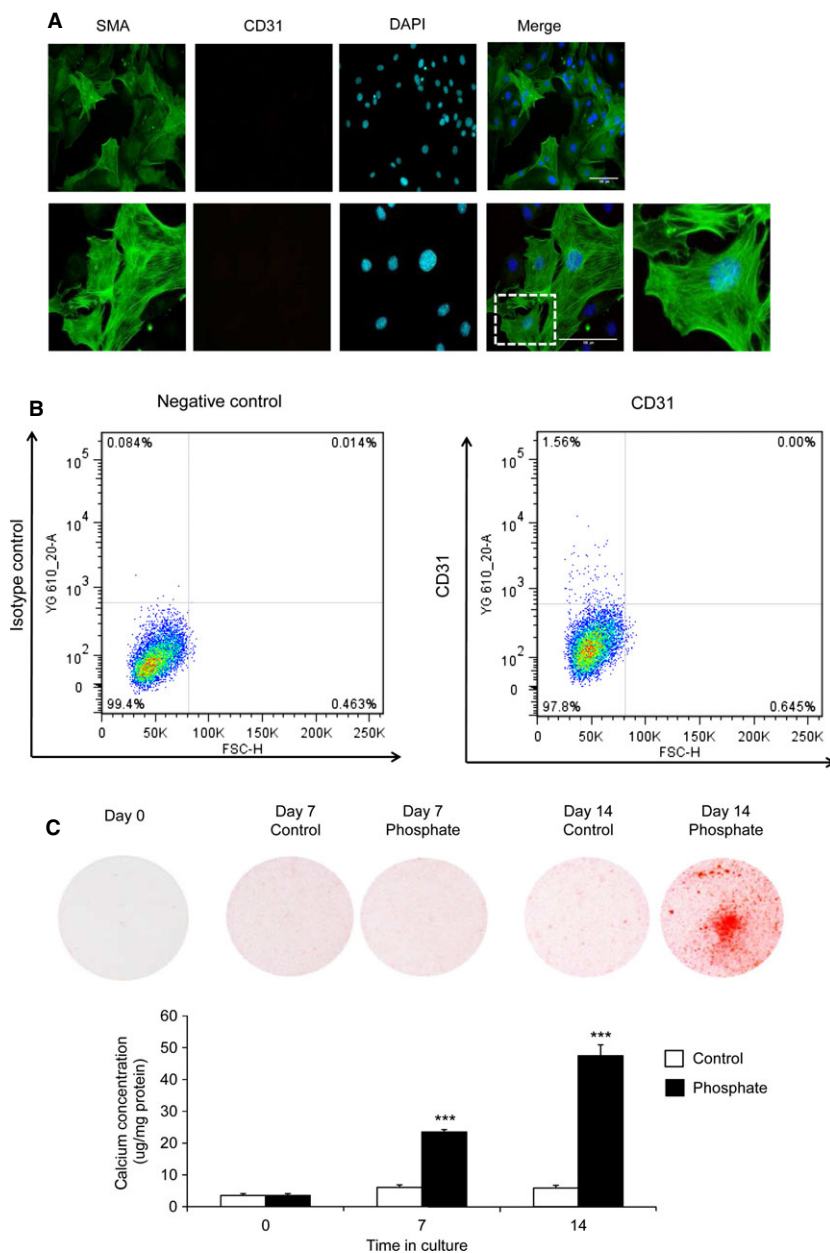 A
SMA CD31 DAPI Merge
B
Negative control
CD31
0.084% 0.014%
99.4% 0.463%
10^5
10^4
10^3
10^2
0
Isotype control
YG 610_20-A
0 50K 100K 150K 200K 250K
FSC-H
1.56% 0.00%
97.8% 0.645%
10^5
10^4
10^3
10^2
0
CD31
YG 610_20-A
0 50K 100K 150K 200K 250K
FSC-H
C
Day 0
Day 7
Control
Day 7
Phosphate
Day 14
Control
Day 14
Phosphate
60
50
40
30
20
10
0
Calcium concentration
(ug/mg protein)
***
***
Control
Phosphate
0 7 14
Time in culture